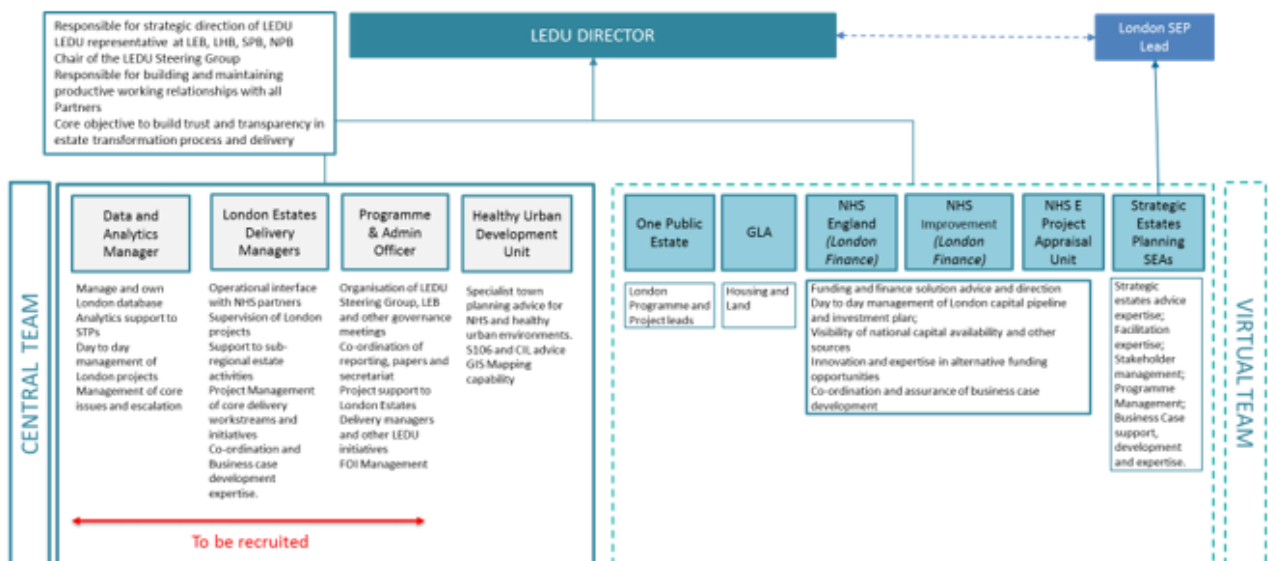 Responsible for strategic direction of LEDU
LEDU representative at LEB, LHB, SPB, NPB
Chair of the LEDU Steering Group
Responsible for building and maintaining
productive working relationships with all
Partners
Core objective to build trust and transparency in
estate transformation process and delivery
LEDU DIRECTOR
London SEP
Lead
CENTRAL TEAM
Data and
Analytics
Manager
Manage and own
London database
Analytics support to
STPs
Day to day
management of
London projects
Management of core
issues and escalation
London Estates
Delivery
Managers
Operational interface
with NHS partners
Supervision of London
projects
Support to sub-
regional estate
activities
Project Management
of core delivery
workstreams and
initiatives
Co-ordination and
Business case
development
expertise.
Programme
& Admin
Officer
Organisation of LEDU
Steering Group, LEB
and other governance
meetings
Co-ordination of
reporting, papers and
secretariat
Project support to
London Estates
Delivery managers
and other LEDU
initiatives
FOI Management
Healthy Urban
Development
Unit
Specialist town
planning advice for
NHS and healthy
urban environments.
S106 and CIL advice
GIS Mapping
capability
To be recruited
One Public
Estate
London
Programme and
Project leads
GLA
Housing and
Land
NHS
England
(London
Finance)
NHS
Improvement
(London
Finance)
NHS E
Project
Appraisal
Unit
Funding and finance solution advice and direction
Day to day management of London capital pipeline
and investment plan;
Visibility of national capital availability and other
sources
Innovation and expertise in alternative funding
opportunities
Co-ordination and assurance of business case
development
Strategic
Estates
Planning
SEAs
Strategic
estates advice
expertise;
Facilitation
expertise;
Stakeholder
management;
Programme
Management;
Business Case
support,
development
and expertise.
VIRTUAL TEAM